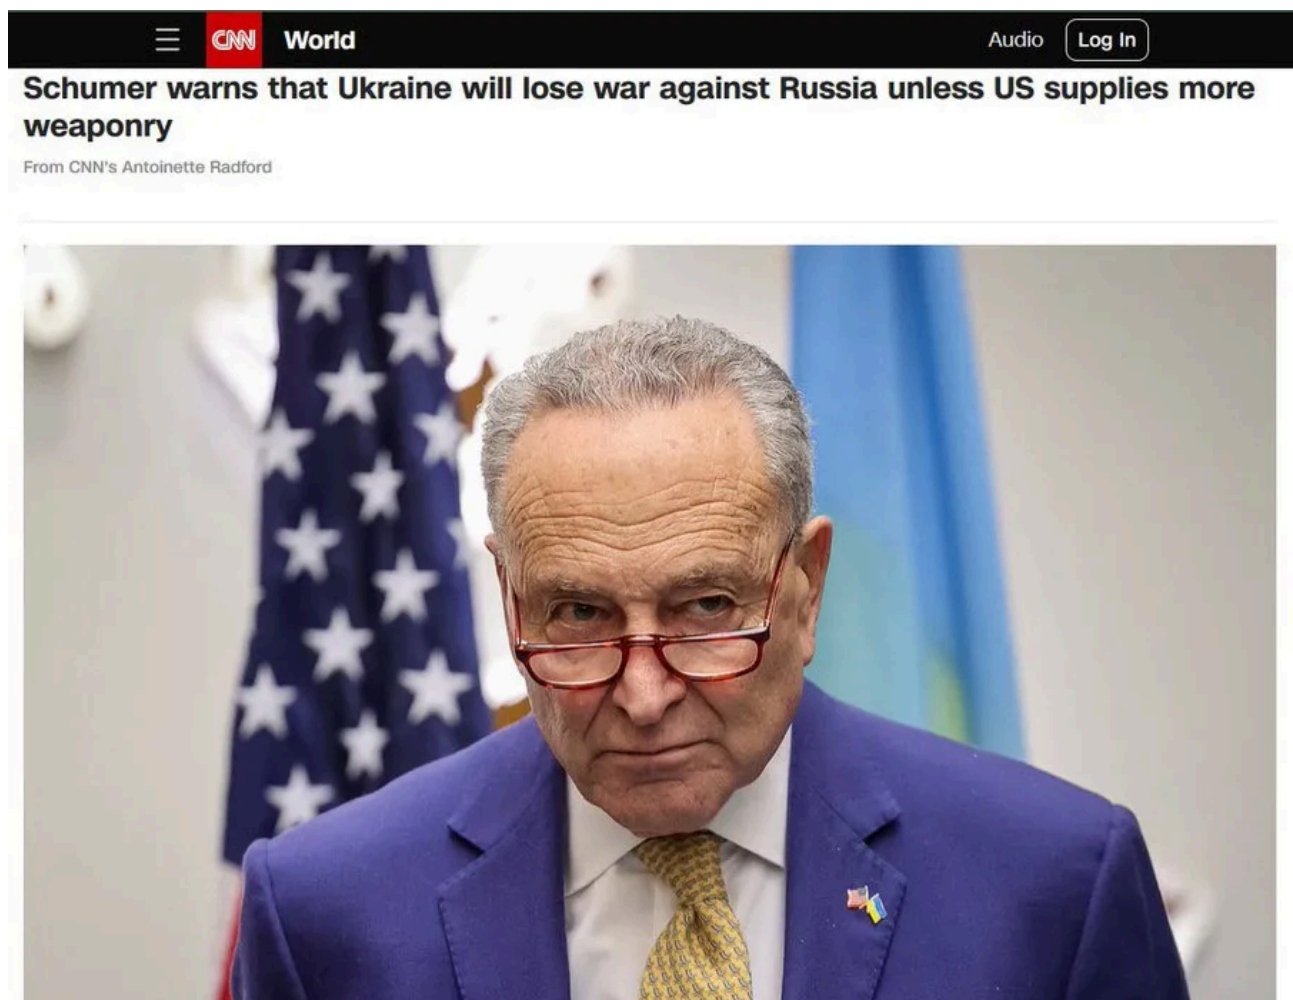 CNN World Audio Log In
Schumer warns that Ukraine will lose war against Russia unless US supplies more
weaponry
From CNN's Antoinette Radford